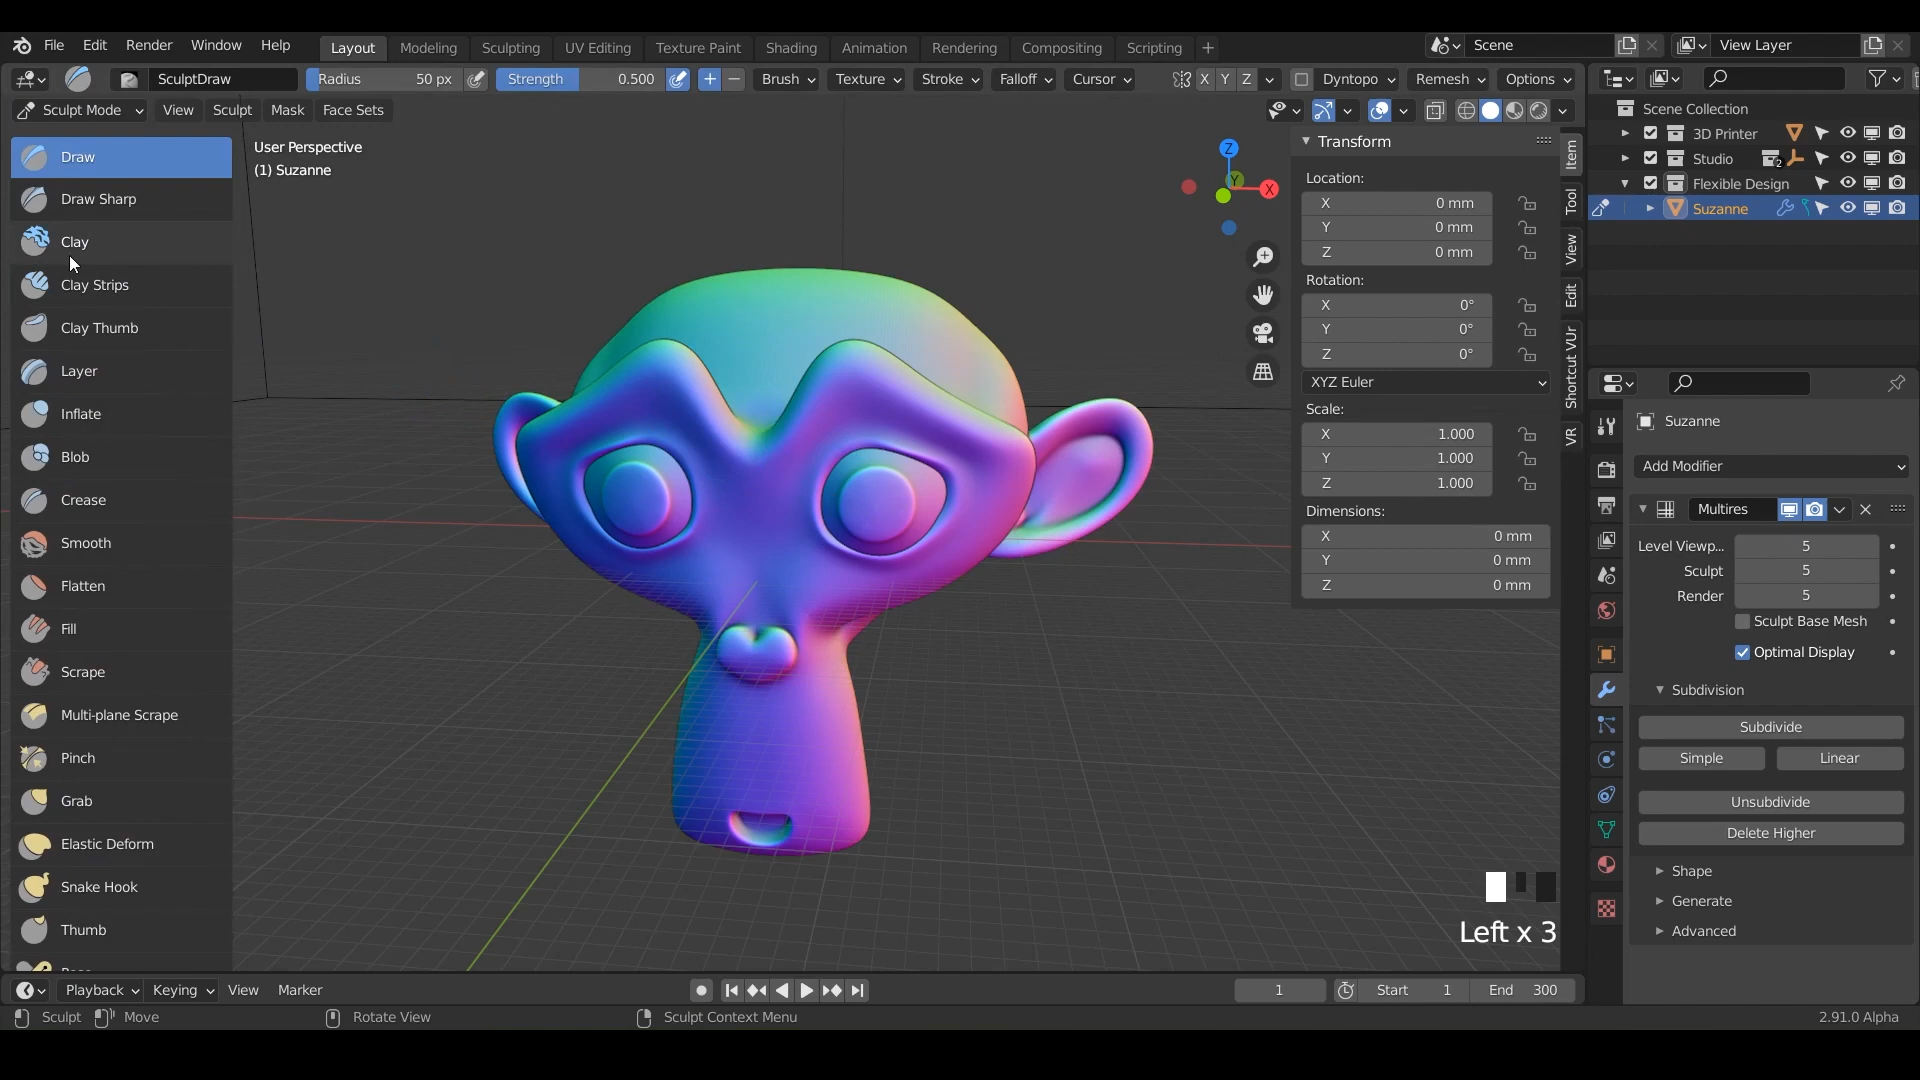 File Edit Render Window Help Layout Modeling Sculpting UV Editing Texture Paint Shading Animation Rendering Compositing Scripting + Scene View Layer
SculptDraw Radius 50 px Strength 0.500 Brush Texture Stroke Falloff Cursor X Y Z Dyntopo Remesh Options
Sculpt Mode View Sculpt Mask Face Sets
User Perspective
(1) Suzanne
Draw
Draw Sharp
Clay
Clay Strips
Clay Thumb
Layer
Inflate
Blob
Crease
Smooth
Flatten
Fill
Scrape
Multi-plane Scrape
Pinch
Grab
Elastic Deform
Snake Hook
Thumb
Z
Y
X
Transform
Location:
X 0 mm
Y 0 mm
Z 0 mm
Rotation:
X 0°
Y 0°
Z 0°
XYZ Euler
Scale:
X 1.000
Y 1.000
Z 1.000
Dimensions:
X 0 mm
Y 0 mm
Z 0 mm
Item
Tool
View
Edit
Shortcut VUr
VR
Scene Collection
3D Printer
Studio 2
Flexible Design
Suzanne
Suzanne
Add Modifier
Multires
Level Viewp... 5
Sculpt 5
Render 5
Sculpt Base Mesh
Optimal Display
Subdivision
Subdivide
Simple Linear
Unsubdivide
Delete Higher
Shape
Generate
Advanced
Left x 3
Playback Keying View Marker 1 Start 1 End 300
Sculpt Move Rotate View Sculpt Context Menu 2.91.0 Alpha